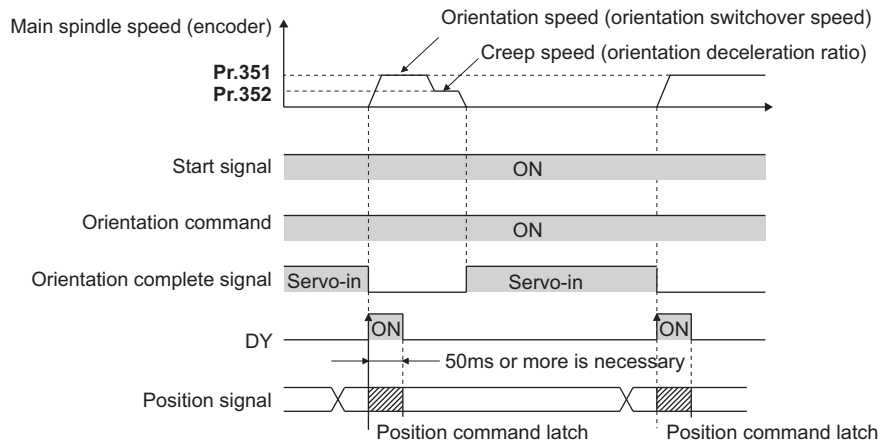 Main spindle speed (encoder)
Orientation speed (orientation switchover speed)
Creep speed (orientation deceleration ratio)
Pr.351
Pr.352
Start signal
ON
Orientation command
ON
Orientation complete signal
Servo-in
Servo-in
DY
ON
ON
50ms or more is necessary
Position signal
Position command latch
Position command latch